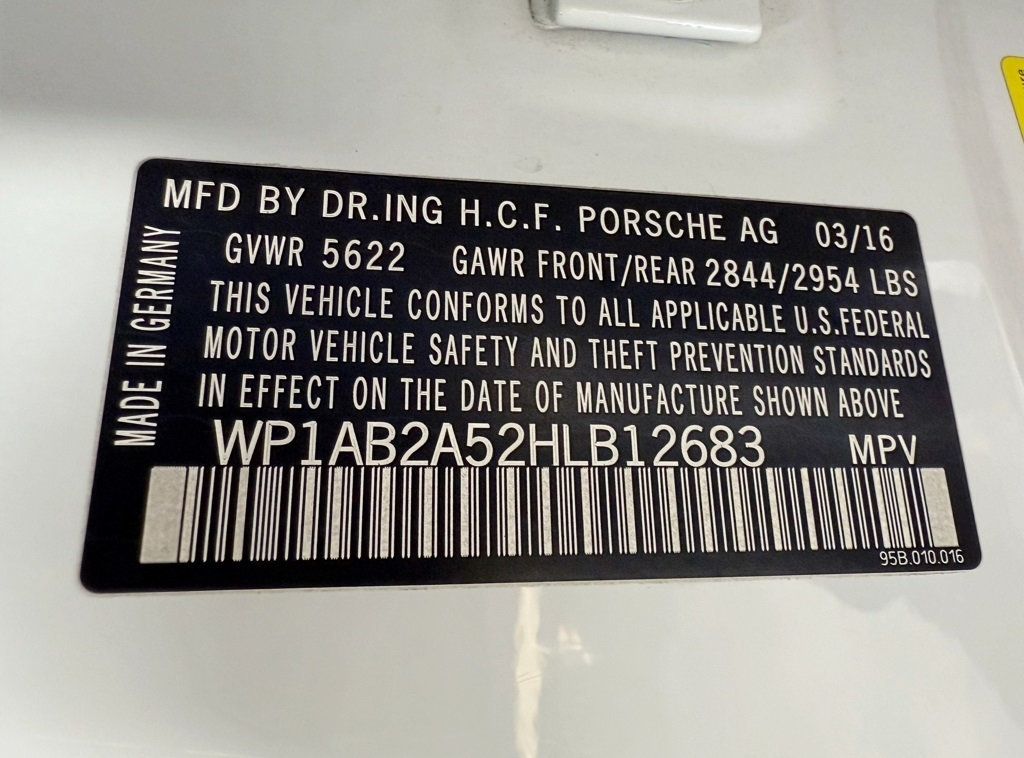 MFD BY DR.ING H.C.F. PORSCHE AG 03/16
GVWR 5622 GAWR FRONT/REAR 2844/2954 LBS
THIS VEHICLE CONFORMS TO ALL APPLICABLE U.S.FEDERAL
MOTOR VEHICLE SAFETY AND THEFT PREVENTION STANDARDS
IN EFFECT ON THE DATE OF MANUFACTURE SHOWN ABOVE
WP1AB2A52HLB12683 MPV
95B.010.016
MADE IN GERMANY